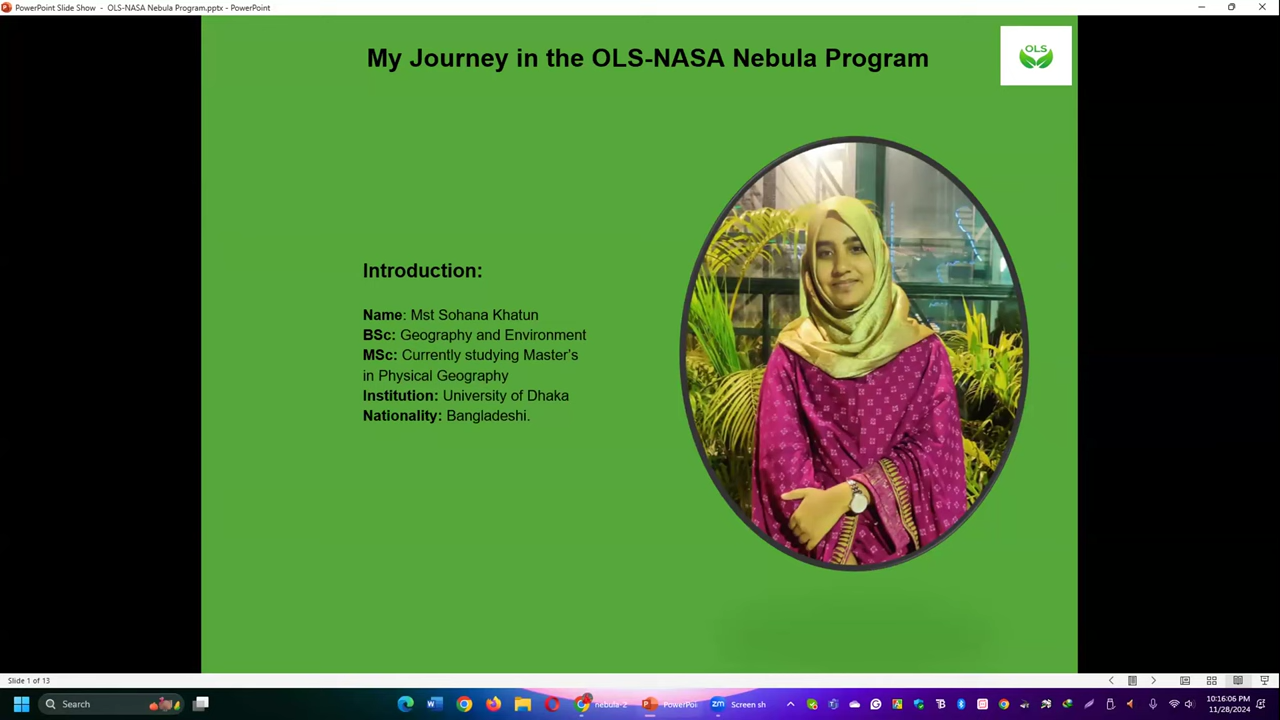 PowerPoint Slide Show - OLS-NASA Nebula Program.pptx - PowerPoint
My Journey in the OLS-NASA Nebula Program
OLS
Introduction:
Name: Mst Sohana Khatun
BSc: Geography and Environment
MSc: Currently studying Master’s
in Physical Geography
Institution: University of Dhaka
Nationality: Bangladeshi.
Slide 1 of 13
Search
nebula-2
PowerPoi
zm
Screen sh
10:16:06 PM
11/28/2024